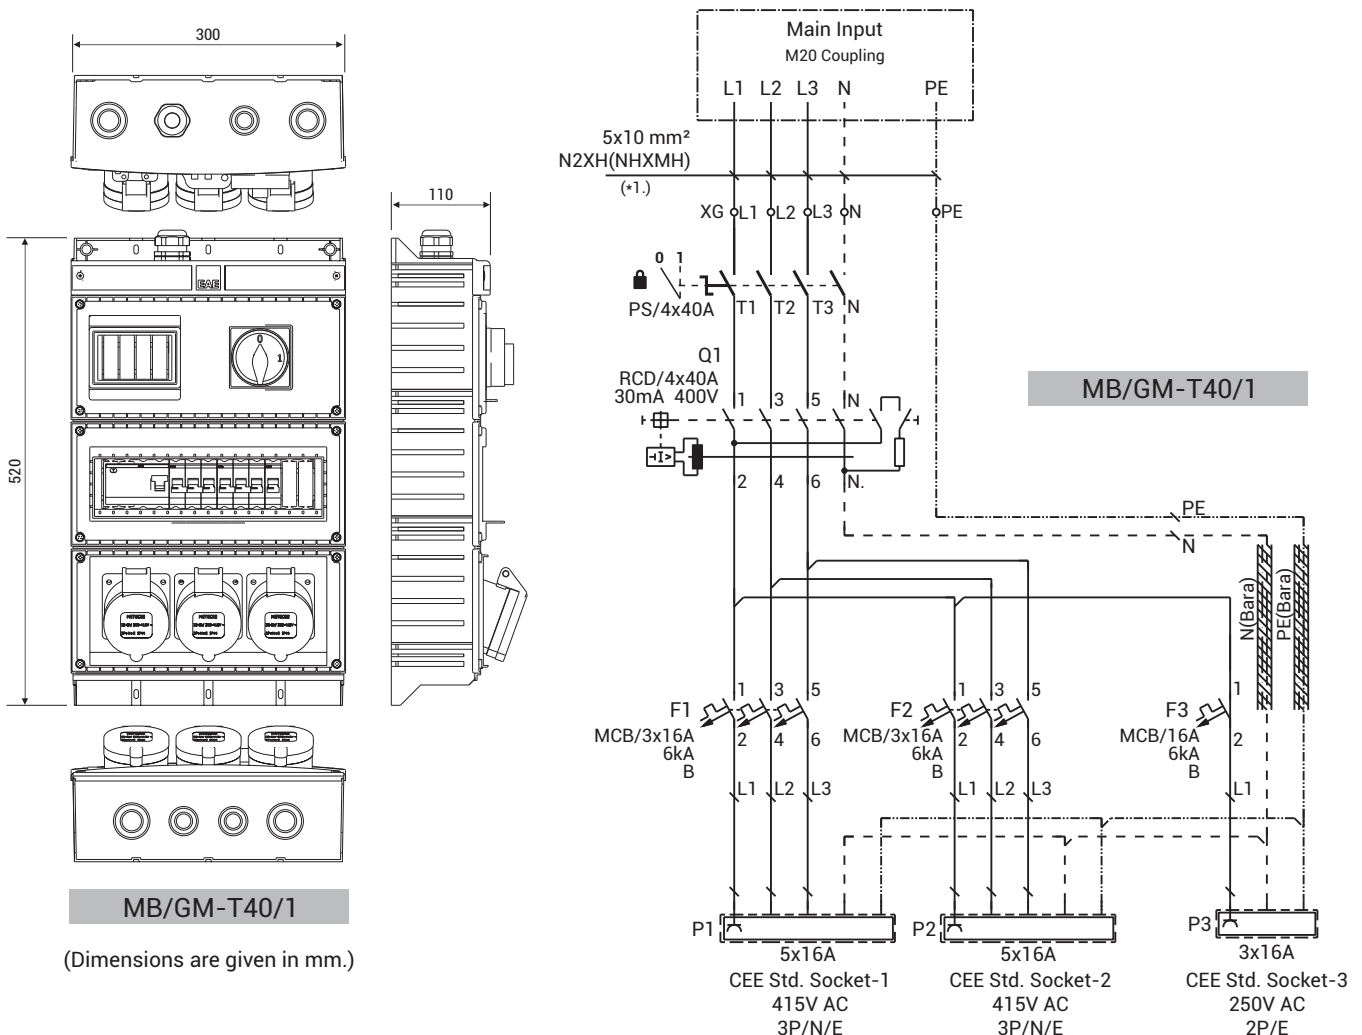 300
110
520
EAE
0
1
MB/GM-T40/1
(Dimensions are given in mm.)
Main Input
M20 Coupling
L1 L2 L3 N PE
5x10 mm²
N2XH(NHXMH)
(*1.)
XG L1 L2 L3 N PE
0 1
PS/4x40A T1 T2 T3 N
Q1
RCD/4x40A
30mA 400V
1 3 5 N
I>
2 4 6 N.
MB/GM-T40/1
PE
N
N(Bara)
PE(Bara)
F1
MCB/3x16A
6kA
B
1 3 5
2 4 6
L1 L2 L3
F2
MCB/3x16A
6kA
B
1 3 5
2 4 6
L1 L2 L3
F3
MCB/16A
6kA
B
1
2
L1
P1
5x16A
CEE Std. Socket-1
415V AC
3P/N/E
P2
5x16A
CEE Std. Socket-2
415V AC
3P/N/E
P3
3x16A
CEE Std. Socket-3
250V AC
2P/E